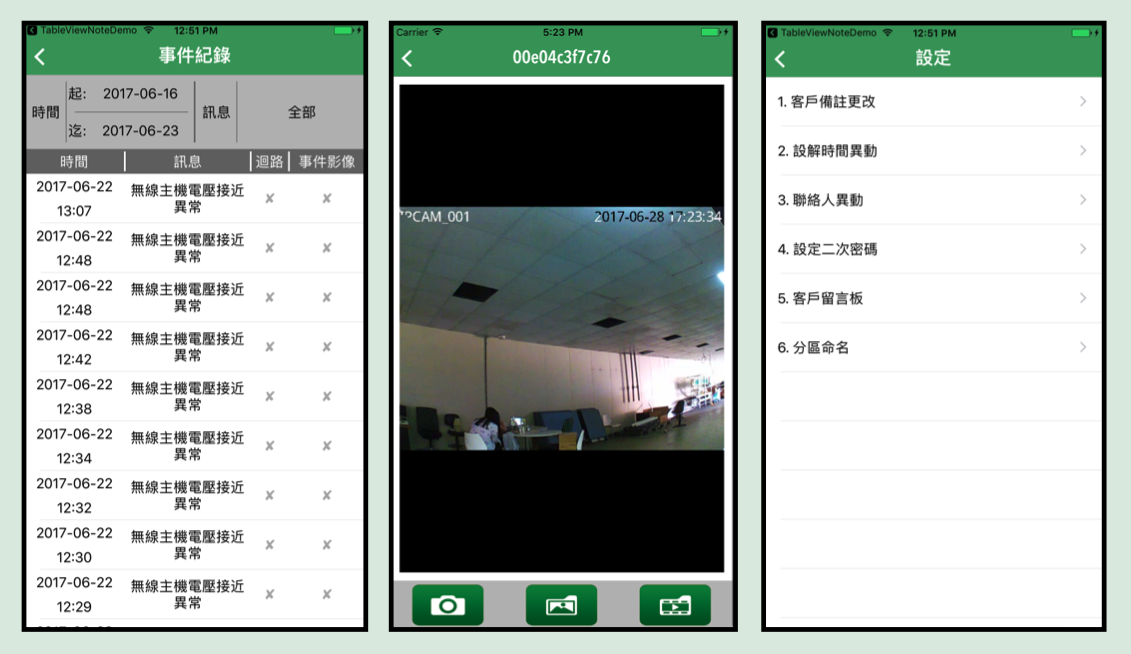 TableViewNoteDemo 12:51 PM
事件紀錄
時間
起: 2017-06-16
迄: 2017-06-23
訊息
全部
時間 訊息 迴路 事件影像
2017-06-22
13:07
無線主機電壓接近
異常
✘ ✘
2017-06-22
12:48
無線主機電壓接近
異常
✘ ✘
2017-06-22
12:48
無線主機電壓接近
異常
✘ ✘
2017-06-22
12:42
無線主機電壓接近
異常
✘ ✘
2017-06-22
12:38
無線主機電壓接近
異常
✘ ✘
2017-06-22
12:34
無線主機電壓接近
異常
✘ ✘
2017-06-22
12:32
無線主機電壓接近
異常
✘ ✘
2017-06-22
12:30
無線主機電壓接近
異常
✘ ✘
2017-06-22
12:29
無線主機電壓接近
異常
✘ ✘
Carrier 5:23 PM
00e04c3f7c76
IPCAM_001 2017-06-28 17:23:34
TableViewNoteDemo 12:51 PM
設定
1. 客戶備註更改
2. 設解時間異動
3. 聯絡人異動
4. 設定二次密碼
5. 客戶留言板
6. 分區命名